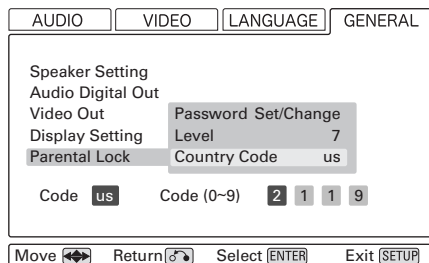 AUDIO VIDEO LANGUAGE GENERAL
Speaker Setting
Audio Digital Out
Video Out
Display Setting
Parental Lock
Password Set/Change
Level 7
Country Code us
Code us Code (0~9) 2 1 1 9
Move Return Select ENTER Exit SETUP